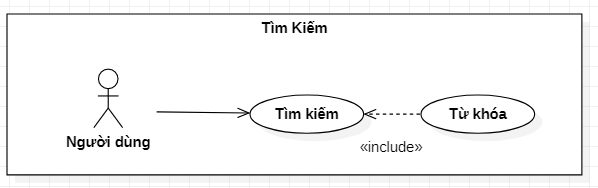 Tìm Kiếm
Người dùng
Tìm kiếm
Từ khóa
«include»